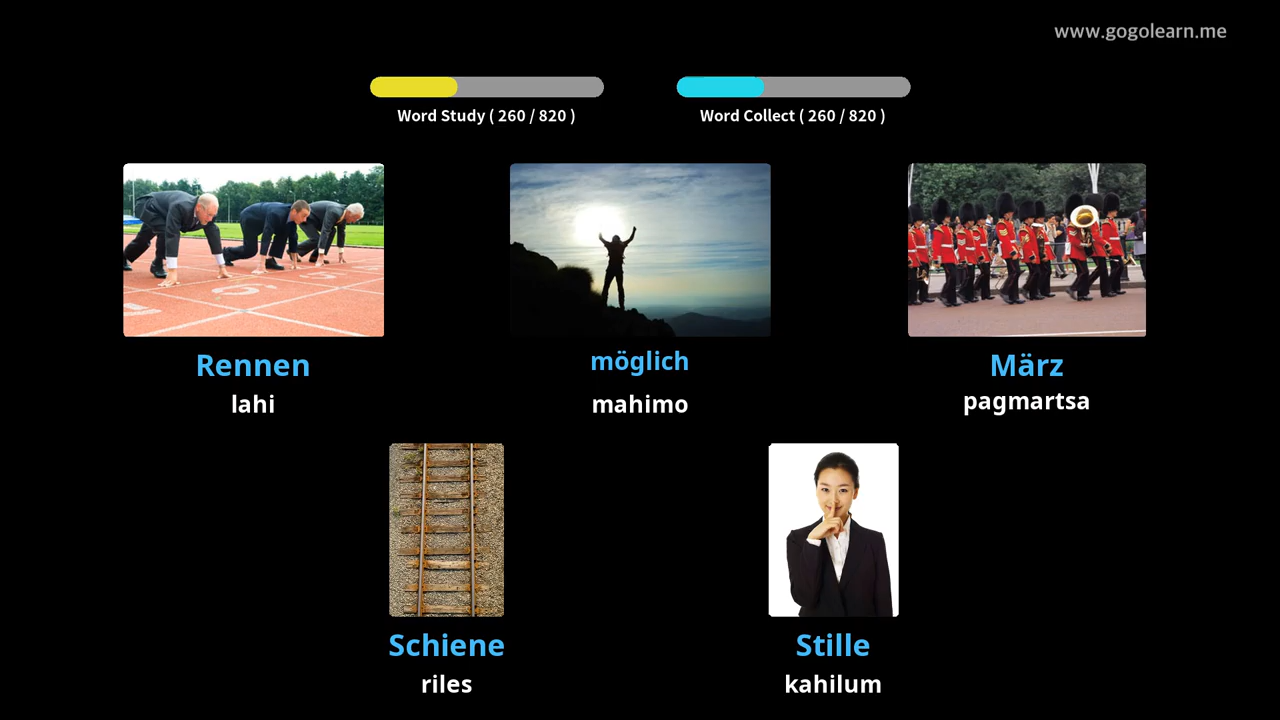 www.gogolearn.me
Word Study ( 260 / 820 )
Word Collect ( 260 / 820 )
Rennen
lahi
möglich
mahimo
März
pagmartsa
Schiene
riles
Stille
kahilum